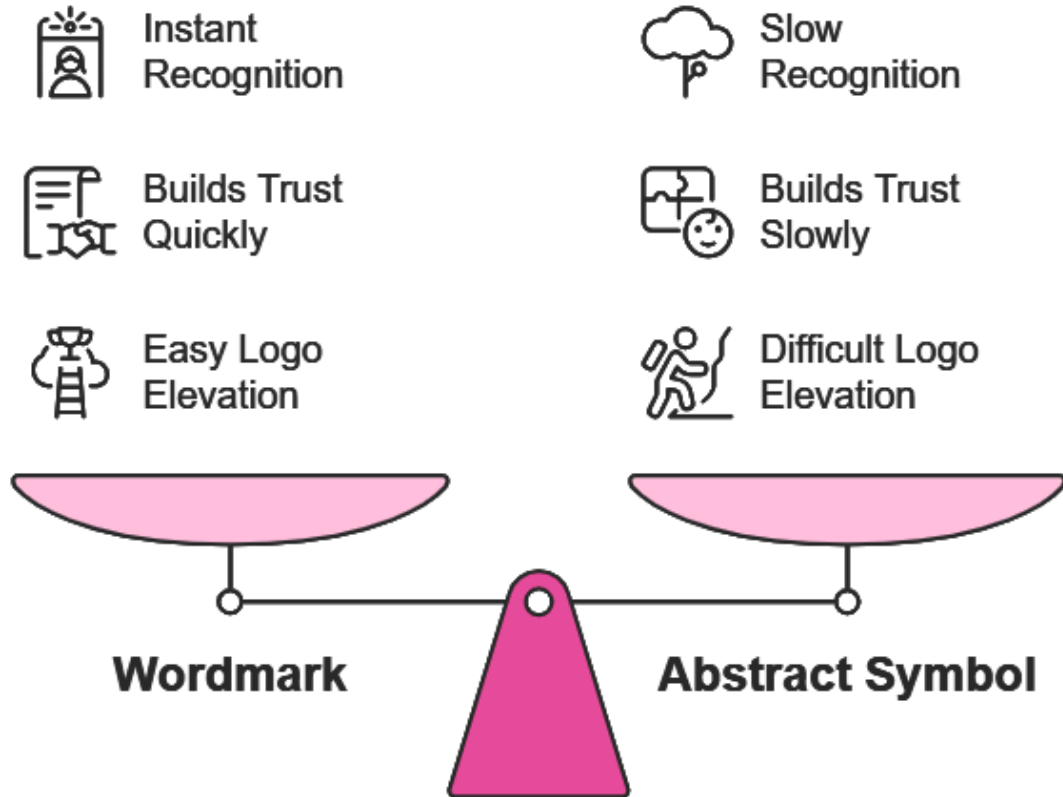 Instant
Recognition
Slow
Recognition
Builds Trust
Quickly
Builds Trust
Slowly
Easy Logo
Elevation
Difficult Logo
Elevation
Wordmark
Abstract Symbol